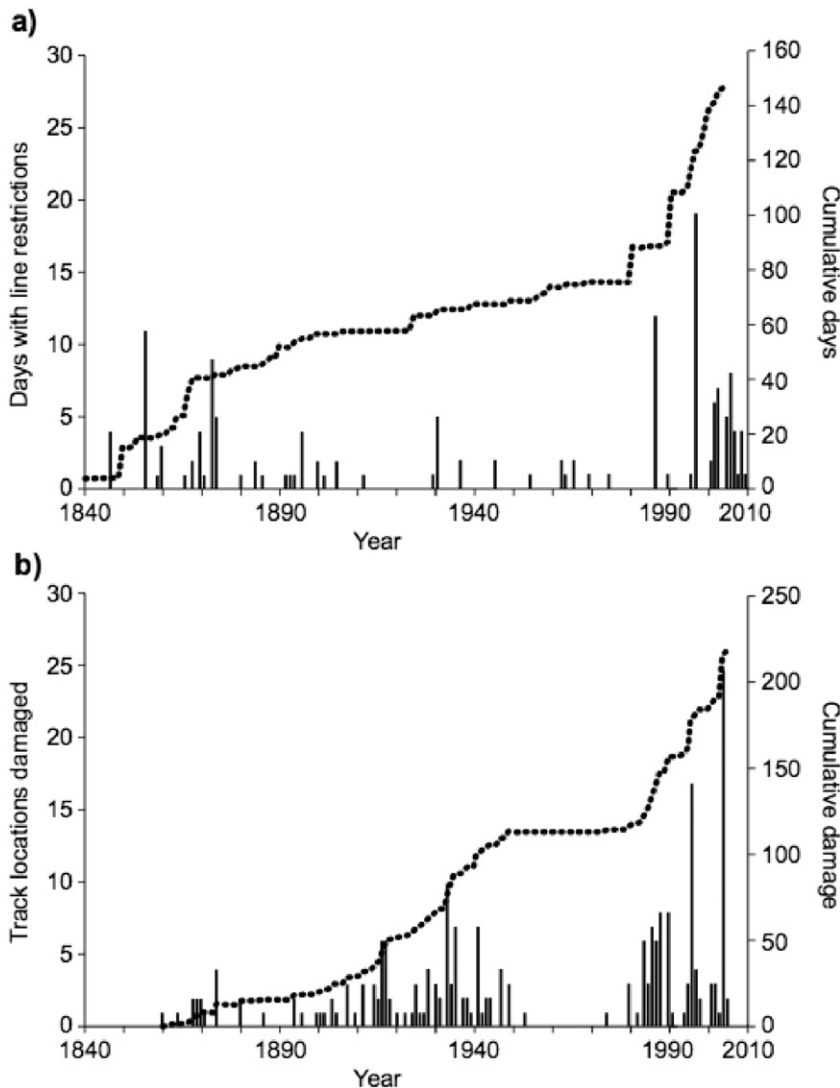 a)
30
25
20
15
10
5
0
Days with line restrictions
160
140
120
100
80
60
40
20
0
Cumulative days
1840 1890 1940 1990 2010
Year
b)
30
25
20
15
10
5
0
Track locations damaged
250
200
150
100
50
0
Cumulative damage
1840 1890 1940 1990 2010
Year